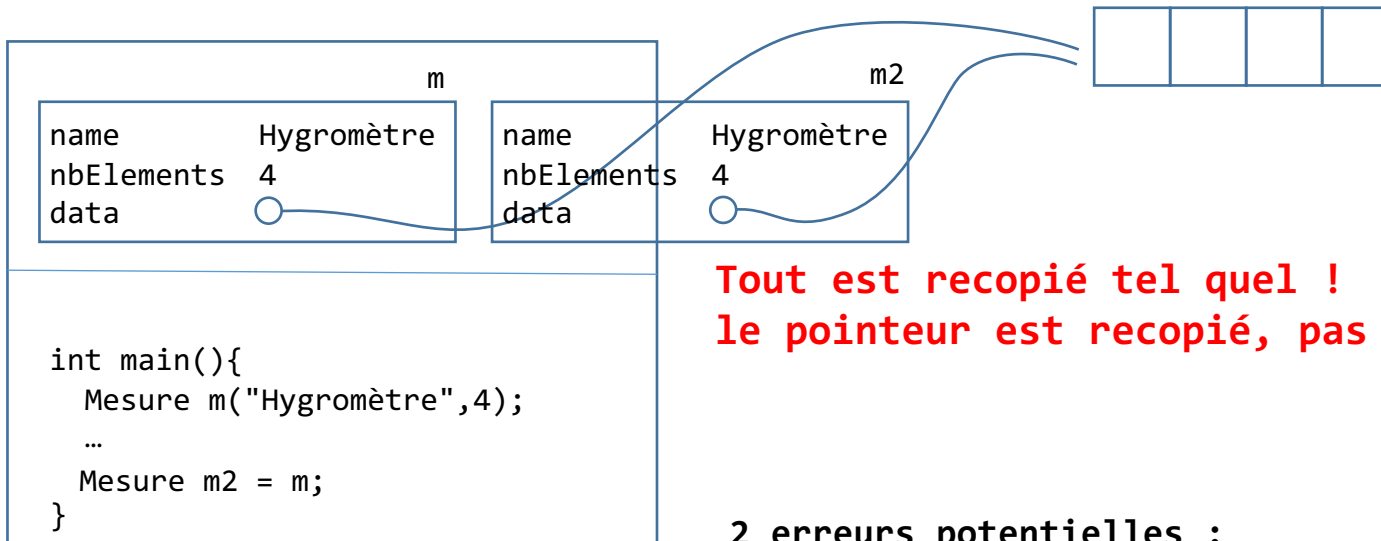 m
m2
name Hygromètre
nbElements 4
data
name Hygromètre
nbElements 4
data
Tout est recopié tel quel !
le pointeur est recopié, pas
int main(){
Mesure m("Hygromètre",4);
…
Mesure m2 = m;
}
2 erreurs potentielles :